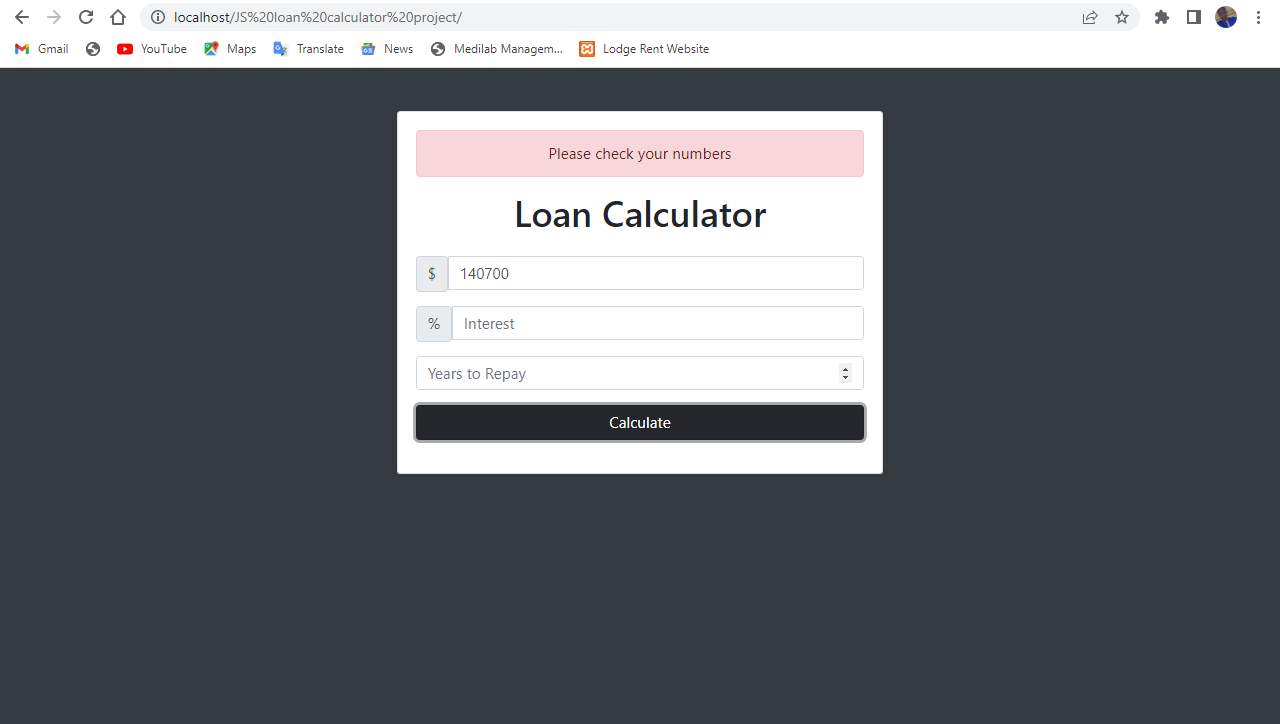 localhost/JS%20loan%20calculator%20project/
Gmail YouTube Maps Translate News Medilab Managem... Lodge Rent Website
Please check your numbers
Loan Calculator
$ 140700
% Interest
Years to Repay
Calculate